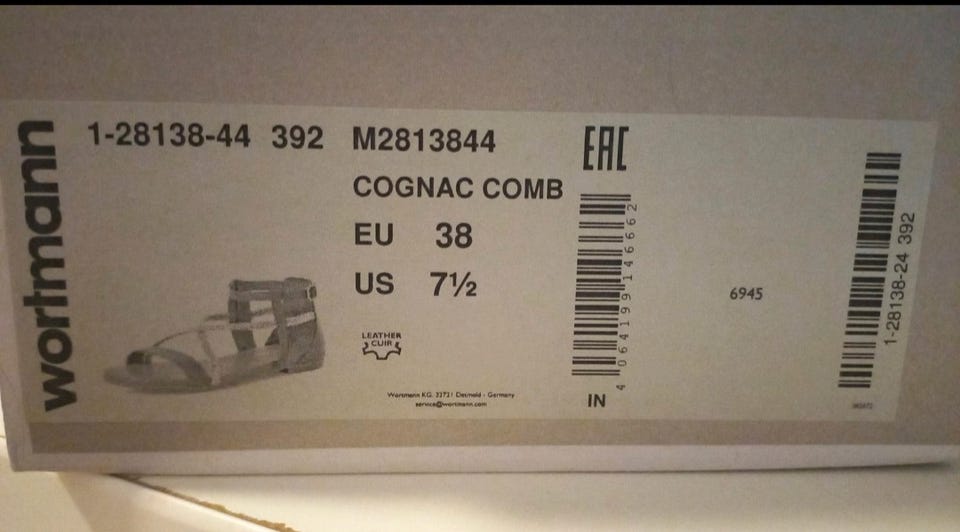 wortmann
1-28138-44 392 M2813844
COGNAC COMB
EU 38
US 7½
LEATHER
CUIR
Wortmann KG. 32721 Detmold - Germany
service@wortmann.com
EAC
4 064199 146662
IN
6945
1-28138-24 392